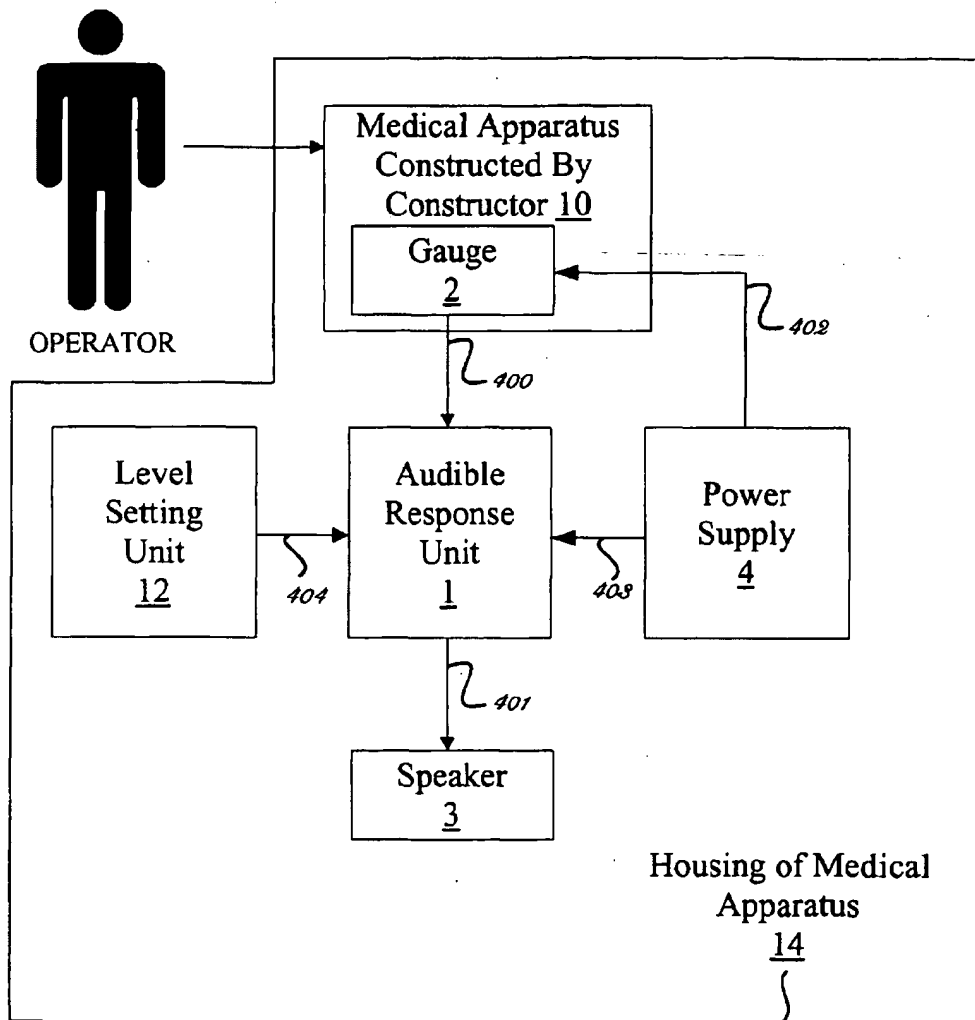 Medical Apparatus
Constructed By
Constructor 10
Gauge
2
402
OPERATOR
400
Level
Setting
Unit
12
404
Audible
Response
Unit
1
403
Power
Supply
4
401
Speaker
3
Housing of Medical
Apparatus
14